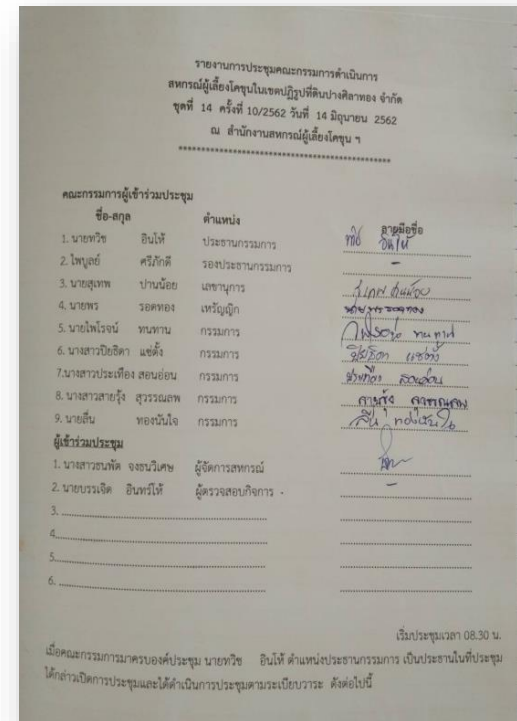 รายงานการประชุมคณะกรรมการดำเนินการ
สหกรณ์ผู้เลี้ยงโคขุนในเขตปฏิรูปที่ดินปางศิลาทอง จำกัด
ชุดที่ 14 ครั้งที่ 10/2562 วันที่ 14 มิถุนายน 2562
ณ สำนักงานสหกรณ์ผู้เลี้ยงโคขุน ฯ
************************************************
คณะกรรมการผู้เข้าร่วมประชุม
ชื่อ-สกุล ตำแหน่ง ลายมือชื่อ
1. นายทวิช อินโห้ ประธานกรรมการ ทวิช อินโห้
2. ไพบูลย์ ศรีภักดี รองประธานกรรมการ -
3. นายสุเทพ ปานน้อย เลขานุการ สุเทพ ปานน้อย
4. นายพร รอดทอง เหรัญญิก นายพร รอดทอง
5. นายไพโรจน์ ทนทาน กรรมการ ไพโรจน์ ทนทาน
6. นางสาวปิยธิดา แซ่ตั้ง กรรมการ ปิยธิดา แซ่ตั้ง
7.นางสาวประเทือง สอนอ่อน กรรมการ ประเทือง สอนอ่อน
8. นางสาวสายรุ้ง สุวรรณลพ กรรมการ สายรุ้ง สุวรรณลพ
9. นายลื่น ทองนันไจ กรรมการ ลื่น
ผู้เข้าร่วมประชุม
1. นางสาวธนพัด จงธนวิเศษ ผู้จัดการสหกรณ์
2. นายบรรเจิด อินทร์โห้ ผู้ตรวจสอบกิจการ - -
3.
4.
5.
6.
เริ่มประชุมเวลา 08.30 น.
เมื่อคณะกรรมการมาครบองค์ประชุม นายทวิช อินโห้ ตำแหน่งประธานกรรมการ เป็นประธานในที่ประชุม
ได้กล่าวเปิดการประชุมและได้ดำเนินการประชุมตามระเบียบวาระ ดังต่อไปนี้